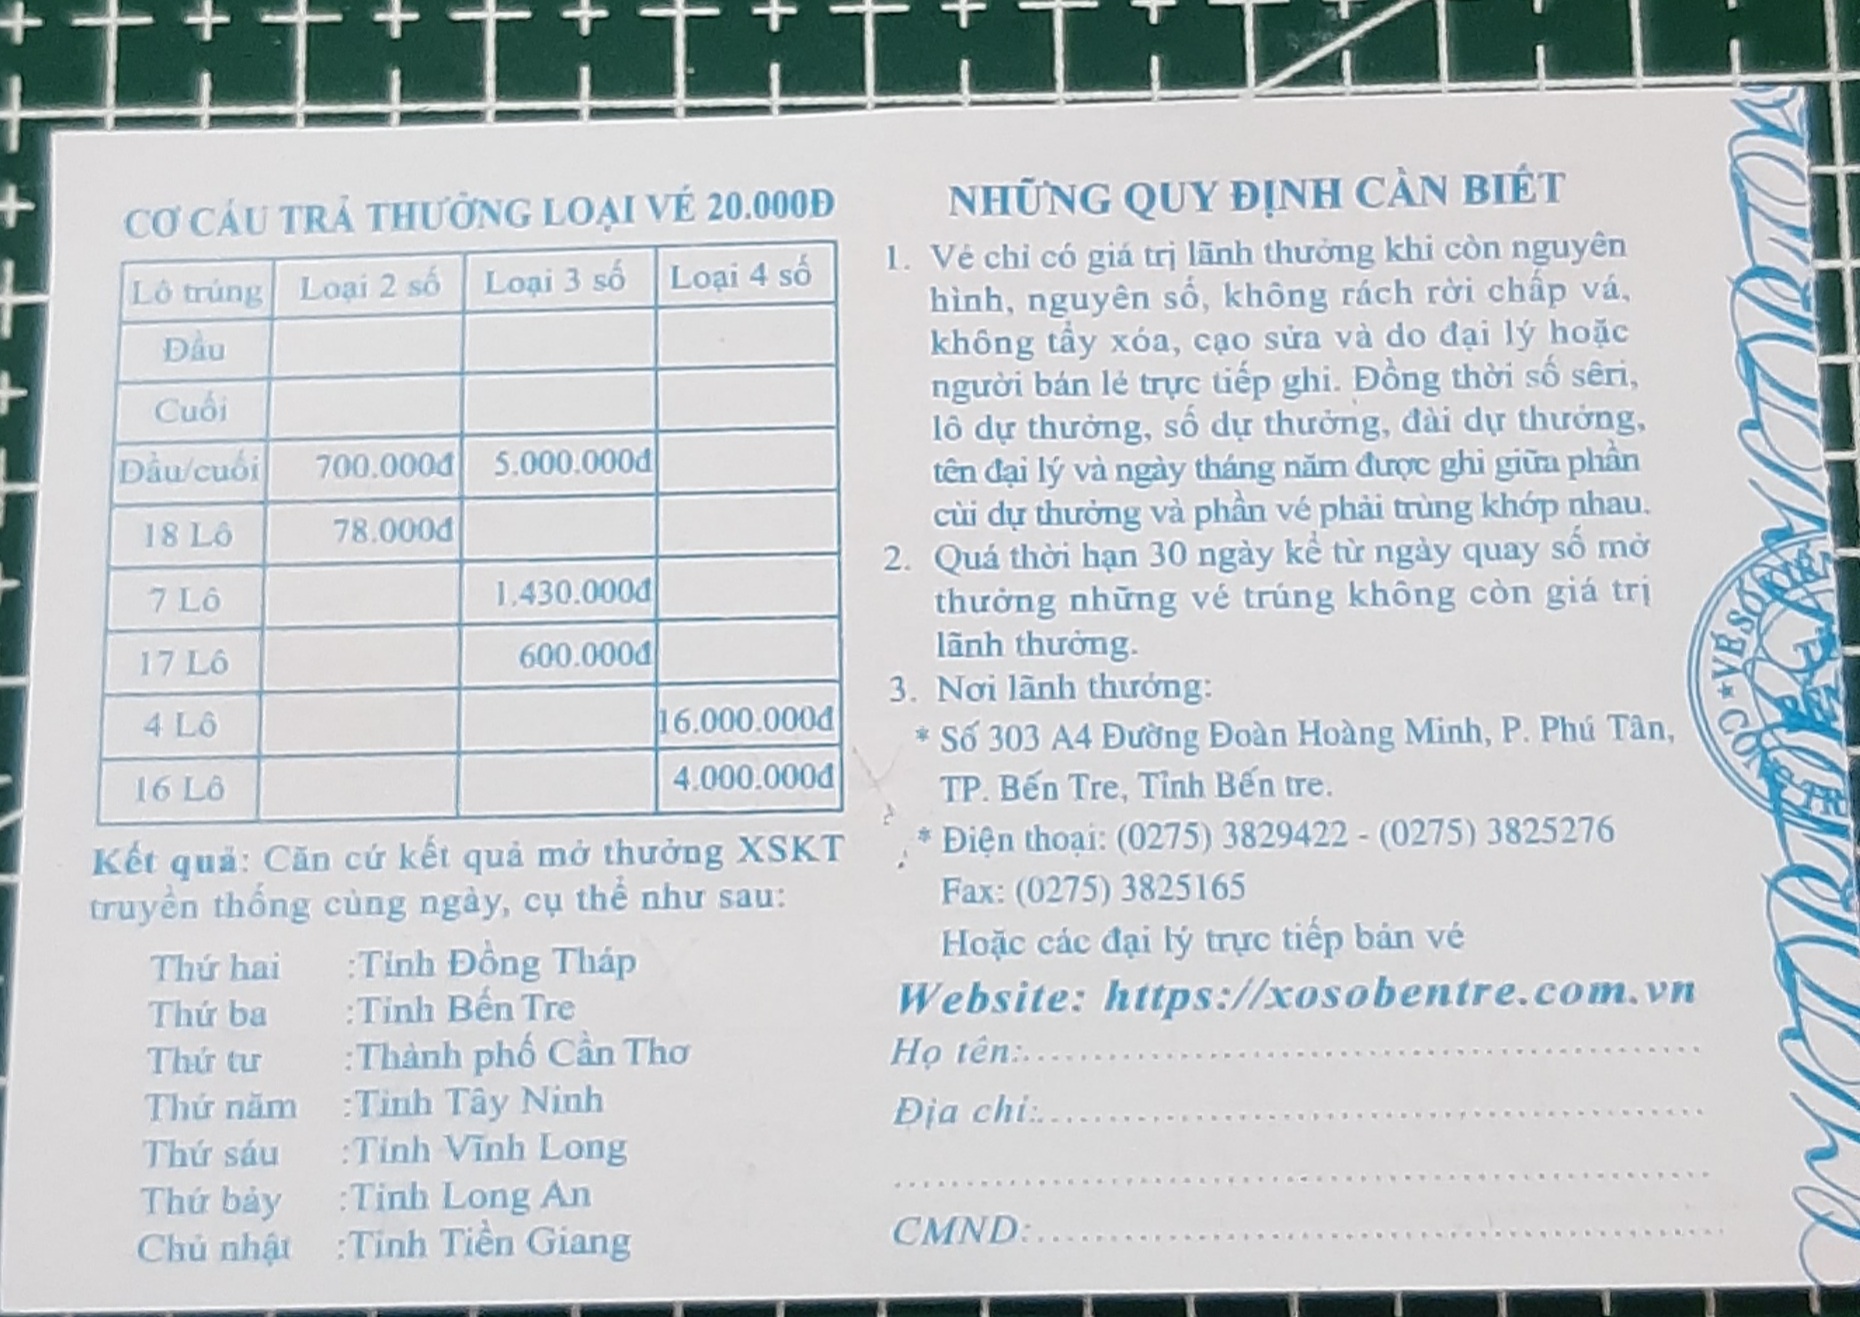 CƠ CẤU TRẢ THƯỞNG LOẠI VÉ 20.000Đ
Lô trúng Loại 2 số Loại 3 số Loại 4 số
Đầu
Cuối
Đầu/cuối 700.000đ 5.000.000đ
18 Lô 78.000đ
7 Lô 1.430.000đ
17 Lô 600.000đ
4 Lô 16.000.000đ
16 Lô 4.000.000đ
Kết quả: Căn cứ kết quả mở thưởng XSKT
truyền thống cùng ngày, cụ thể như sau:
Thứ hai :Tỉnh Đồng Tháp
Thứ ba :Tỉnh Bến Tre
Thứ tư :Thành phố Cần Thơ
Thứ năm :Tỉnh Tây Ninh
Thứ sáu :Tỉnh Vĩnh Long
Thứ bảy :Tỉnh Long An
Chủ nhật :Tỉnh Tiền Giang
NHỮNG QUY ĐỊNH CẦN BIẾT
1. Vé chỉ có giá trị lãnh thưởng khi còn nguyên
hình, nguyên số, không rách rời chấp vá,
không tẩy xóa, cạo sửa và do đại lý hoặc
người bán lẻ trực tiếp ghi. Đồng thời số sêri,
lô dự thưởng, số dự thưởng, đài dự thưởng,
tên đại lý và ngày tháng năm được ghi giữa phần
cùi dự thưởng và phần vé phải trùng khớp nhau.
2. Quá thời hạn 30 ngày kể từ ngày quay số mở
thưởng những vé trúng không còn giá trị
lãnh thưởng.
3. Nơi lãnh thưởng:
* Số 303 A4 Đường Đoàn Hoàng Minh, P. Phú Tân,
TP. Bến Tre, Tỉnh Bến tre.
* Điện thoại: (0275) 3829422 - (0275) 3825276
Fax: (0275) 3825165
Hoặc các đại lý trực tiếp bán vé
Website: https://xosobentre.com.vn
Họ tên:
Địa chỉ:
CMND:
VÉ SỐ